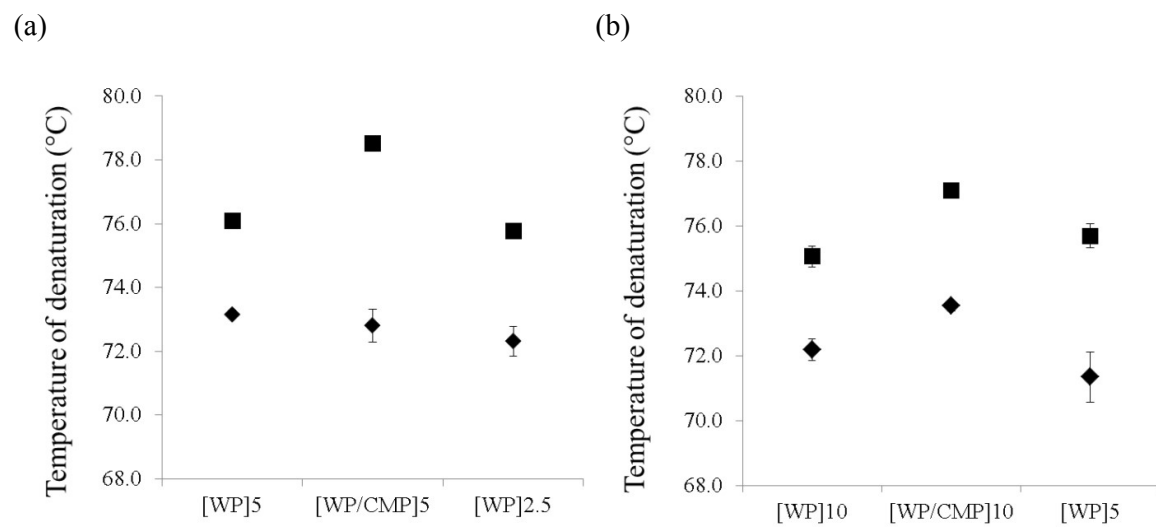 (a)
Temperature of denaturation (°C)
80.0
78.0
76.0
74.0
72.0
70.0
68.0
[WP]5 [WP/CMP]5 [WP]2.5
(b)
Temperature of denaturation (°C)
80.0
78.0
76.0
74.0
72.0
70.0
68.0
[WP]10 [WP/CMP]10 [WP]5